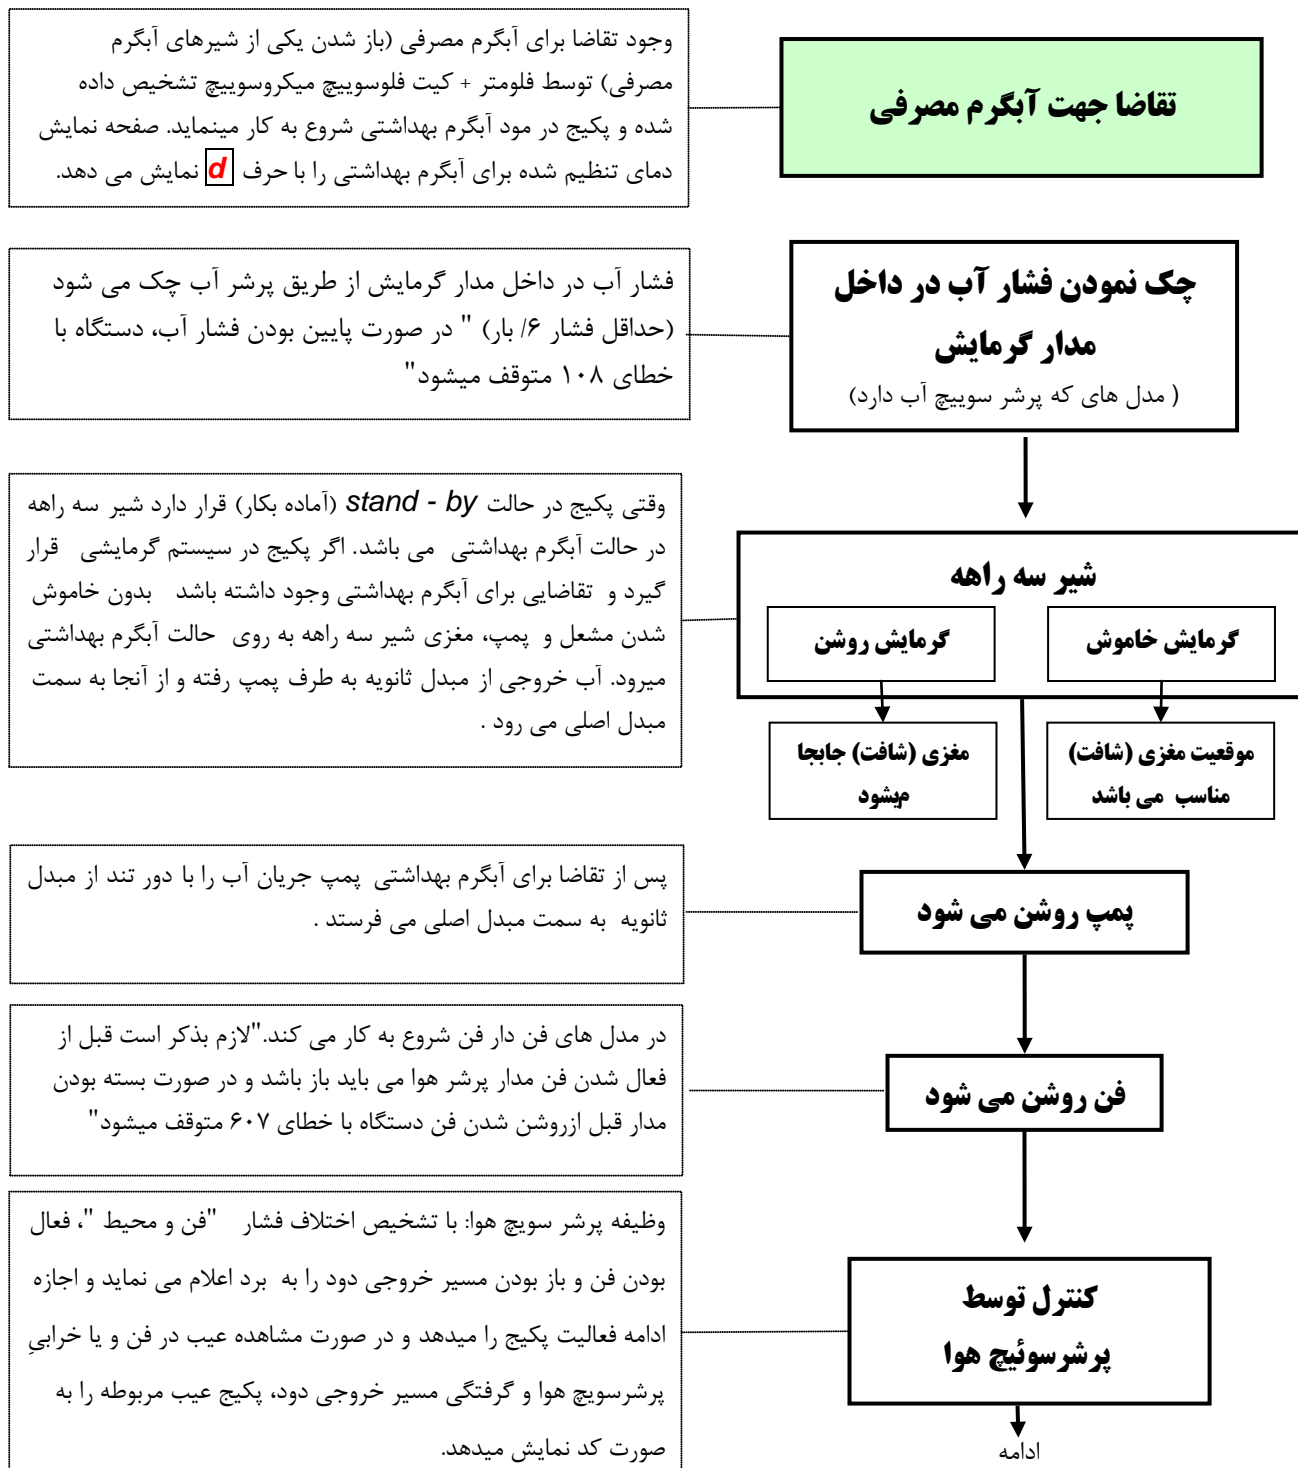 تقاضا جهت آبگرم مصرفی
وجود تقاضا برای آبگرم مصرفی (باز شدن یکی از شیرهای آبگرم
مصرفی) توسط فلومتر + کیت فلوسوییچ میکروسوییچ تشخیص داده
شده و پکیج در مود آبگرم بهداشتی شروع به کار مینماید. صفحه نمایش
دمای تنظیم شده برای آبگرم بهداشتی را با حرف d نمایش می دهد.
چک نمودن فشار آب در داخل
مدار گرمایش
( مدل های که پرشر سوییچ آب دارد)
فشار آب در داخل مدار گرمایش از طریق پرشر آب چک می شود
(حداقل فشار ۶/ بار) " در صورت پایین بودن فشار آب، دستگاه با
خطای ۱۰۸ متوقف میشود"
شیر سه راهه
گرمایش خاموش
گرمایش روشن
موقعیت مغزی (شافت)
مناسب می باشد
مغزی (شافت) جابجا
میشود
وقتی پکیج در حالت stand - by (آماده بکار) قرار دارد شیر سه راهه
در حالت آبگرم بهداشتی می باشد. اگر پکیج در سیستم گرمایشی قرار
گیرد و تقاضایی برای آبگرم بهداشتی وجود داشته باشد بدون خاموش
شدن مشعل و پمپ، مغزی شیر سه راهه به روی حالت آبگرم بهداشتی
میرود. آب خروجی از مبدل ثانویه به طرف پمپ رفته و از آنجا به سمت
مبدل اصلی می رود .
پمپ روشن می شود
پس از تقاضا برای آبگرم بهداشتی پمپ جریان آب را با دور تند از مبدل
ثانویه به سمت مبدل اصلی می فرستد .
فن روشن می شود
در مدل های فن دار فن شروع به کار می کند."لازم بذکر است قبل از
فعال شدن فن مدار پرشر هوا می باید باز باشد و در صورت بسته بودن
مدار قبل ازروشن شدن فن دستگاه با خطای ۶۰۷ متوقف میشود"
کنترل توسط
پرشرسوئیچ هوا
وظیفه پرشر سویچ هوا: با تشخیص اختلاف فشار "فن و محیط "، فعال
بودن فن و باز بودن مسیر خروجی دود را به برد اعلام می نماید و اجازه
ادامه فعالیت پکیج را میدهد و در صورت مشاهده عیب در فن و یا خرابیِ
پرشرسویچ هوا و گرفتگی مسیر خروجی دود، پکیج عیب مربوطه را به
صورت کد نمایش میدهد.
ادامه